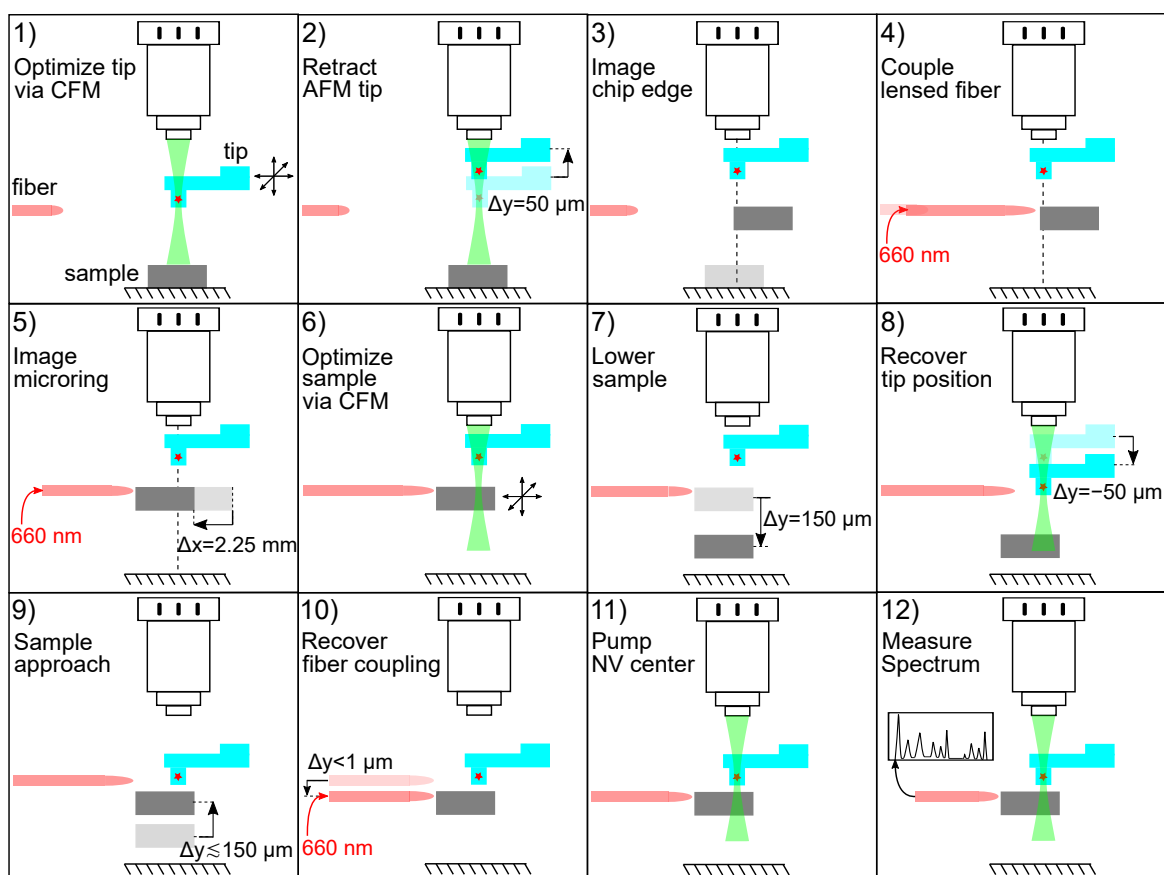 1)
Optimize tip
via CFM
tip
fiber
sample
2)
Retract
AFM tip
Δy=50 μm
3)
Image
chip edge
4)
Couple
lensed fiber
660 nm
5)
Image
microring
660 nm
Δx=2.25 mm
6)
Optimize
sample
via CFM
7)
Lower
sample
Δy=150 μm
8)
Recover
tip position
Δy=−50 μm
9)
Sample
approach
Δy≲150 μm
10)
Recover
fiber coupling
Δy<1 μm
660 nm
11)
Pump
NV center
12)
Measure
Spectrum